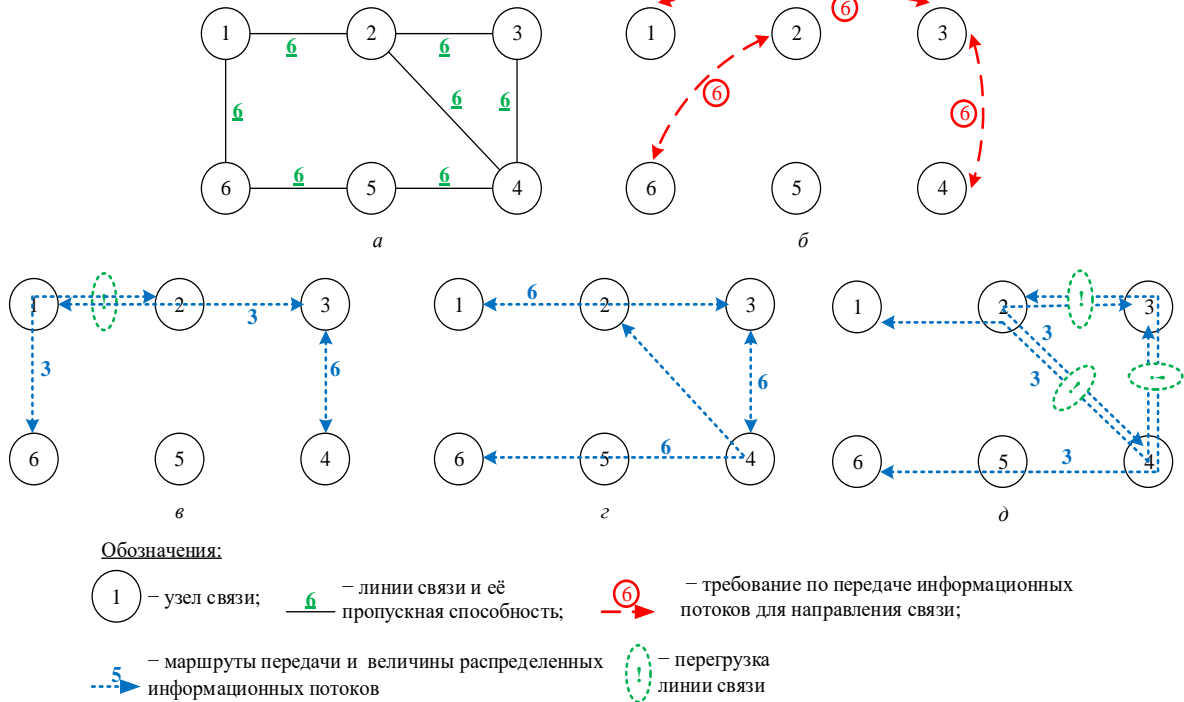 1 2 3
6 6
6 6 6
6 5 4
6 6
а
6
1 2 3
6 6
6 5 4
б
1 2 3
3
3 6
6 5 4
в
1 2 3
6
6
6 5 4
6
г
1 2 3
3
3
6 5 4
3
д
! ! ! !
Обозначения:
1 − узел связи;
6 − линии связи и её
пропускная способность;
6 − требование по передаче информационных
потоков для направления связи;
5 − маршруты передачи и величины распределенных
информационных потоков
! − перегрузка
линии связи